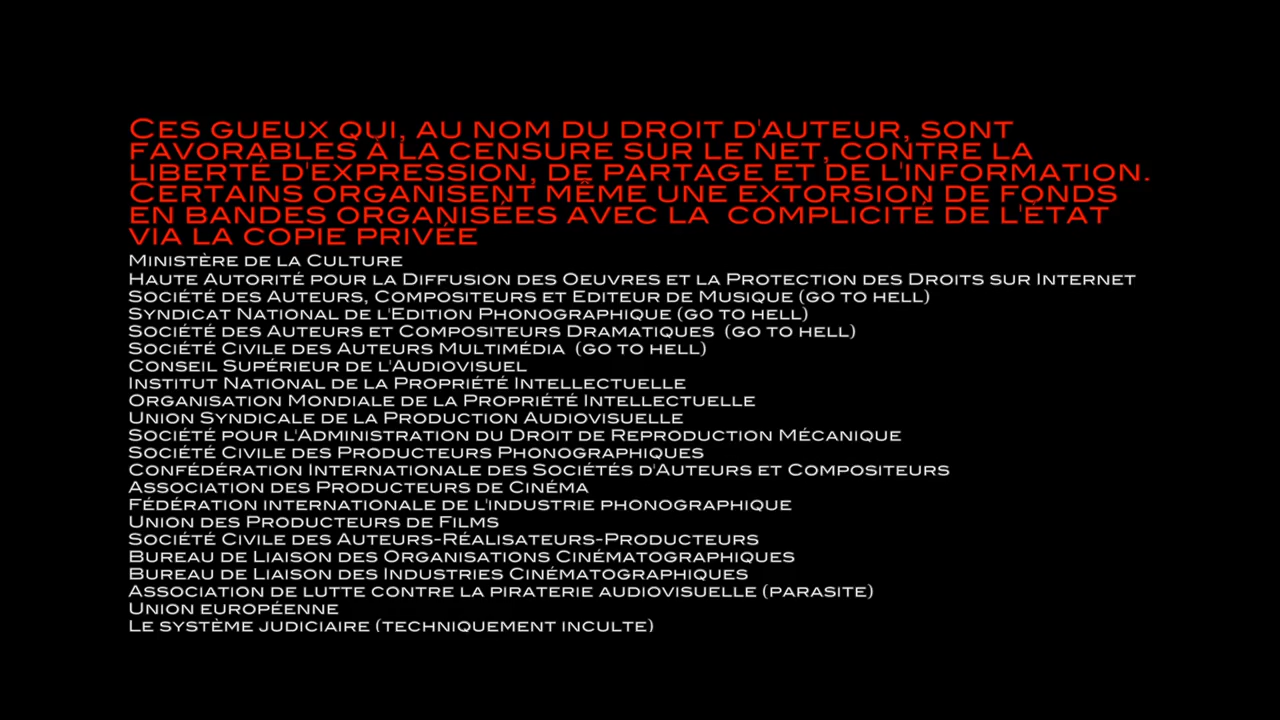 Ces gueux qui, au nom du droit d'auteur, sont
favorables à la censure sur le net, contre la
liberté d'expression, de partage et de l'information.
Certains organisent même une extorsion de fonds
en bandes organisées avec la complicité de l'état
via la copie privée
Ministère de la Culture
Haute Autorité pour la Diffusion des Oeuvres et la Protection des Droits sur Internet
Société des Auteurs, Compositeurs et Editeur de Musique (go to hell)
Syndicat National de l'Edition Phonographique (go to hell)
Société des Auteurs et Compositeurs Dramatiques (go to hell)
Société Civile des Auteurs Multimédia (go to hell)
Conseil Supérieur de l'Audiovisuel
Institut National de la Propriété Intellectuelle
Organisation Mondiale de la Propriété Intellectuelle
Union Syndicale de la Production Audiovisuelle
Société pour l'Administration du Droit de Reproduction Mécanique
Société Civile des Producteurs Phonographiques
Confédération Internationale des Sociétés d'Auteurs et Compositeurs
Association des Producteurs de Cinéma
Fédération internationale de l'industrie phonographique
Union des Producteurs de Films
Société Civile des Auteurs-Réalisateurs-Producteurs
Bureau de Liaison des Organisations Cinématographiques
Bureau de Liaison des Industries Cinématographiques
Association de lutte contre la piraterie audiovisuelle (parasite)
Union européenne
Le système judiciaire (techniquement inculte)